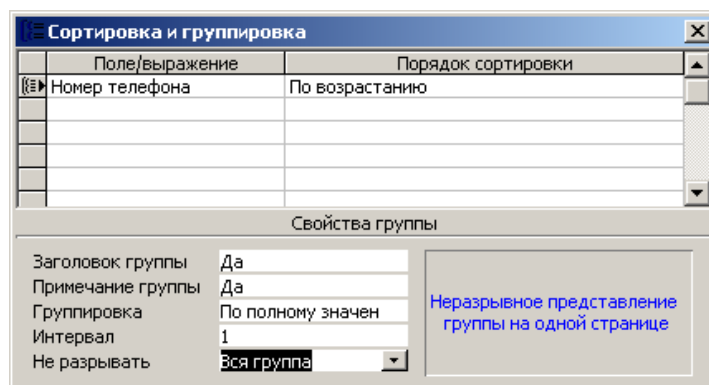 Сортировка и группировка
Поле/выражение Порядок сортировки
Номер телефона По возрастанию
Свойства группы
Заголовок группы Да
Примечание группы Да
Группировка По полному значен
Интервал 1
Не разрывать Вся группа
Неразрывное представление
группы на одной странице